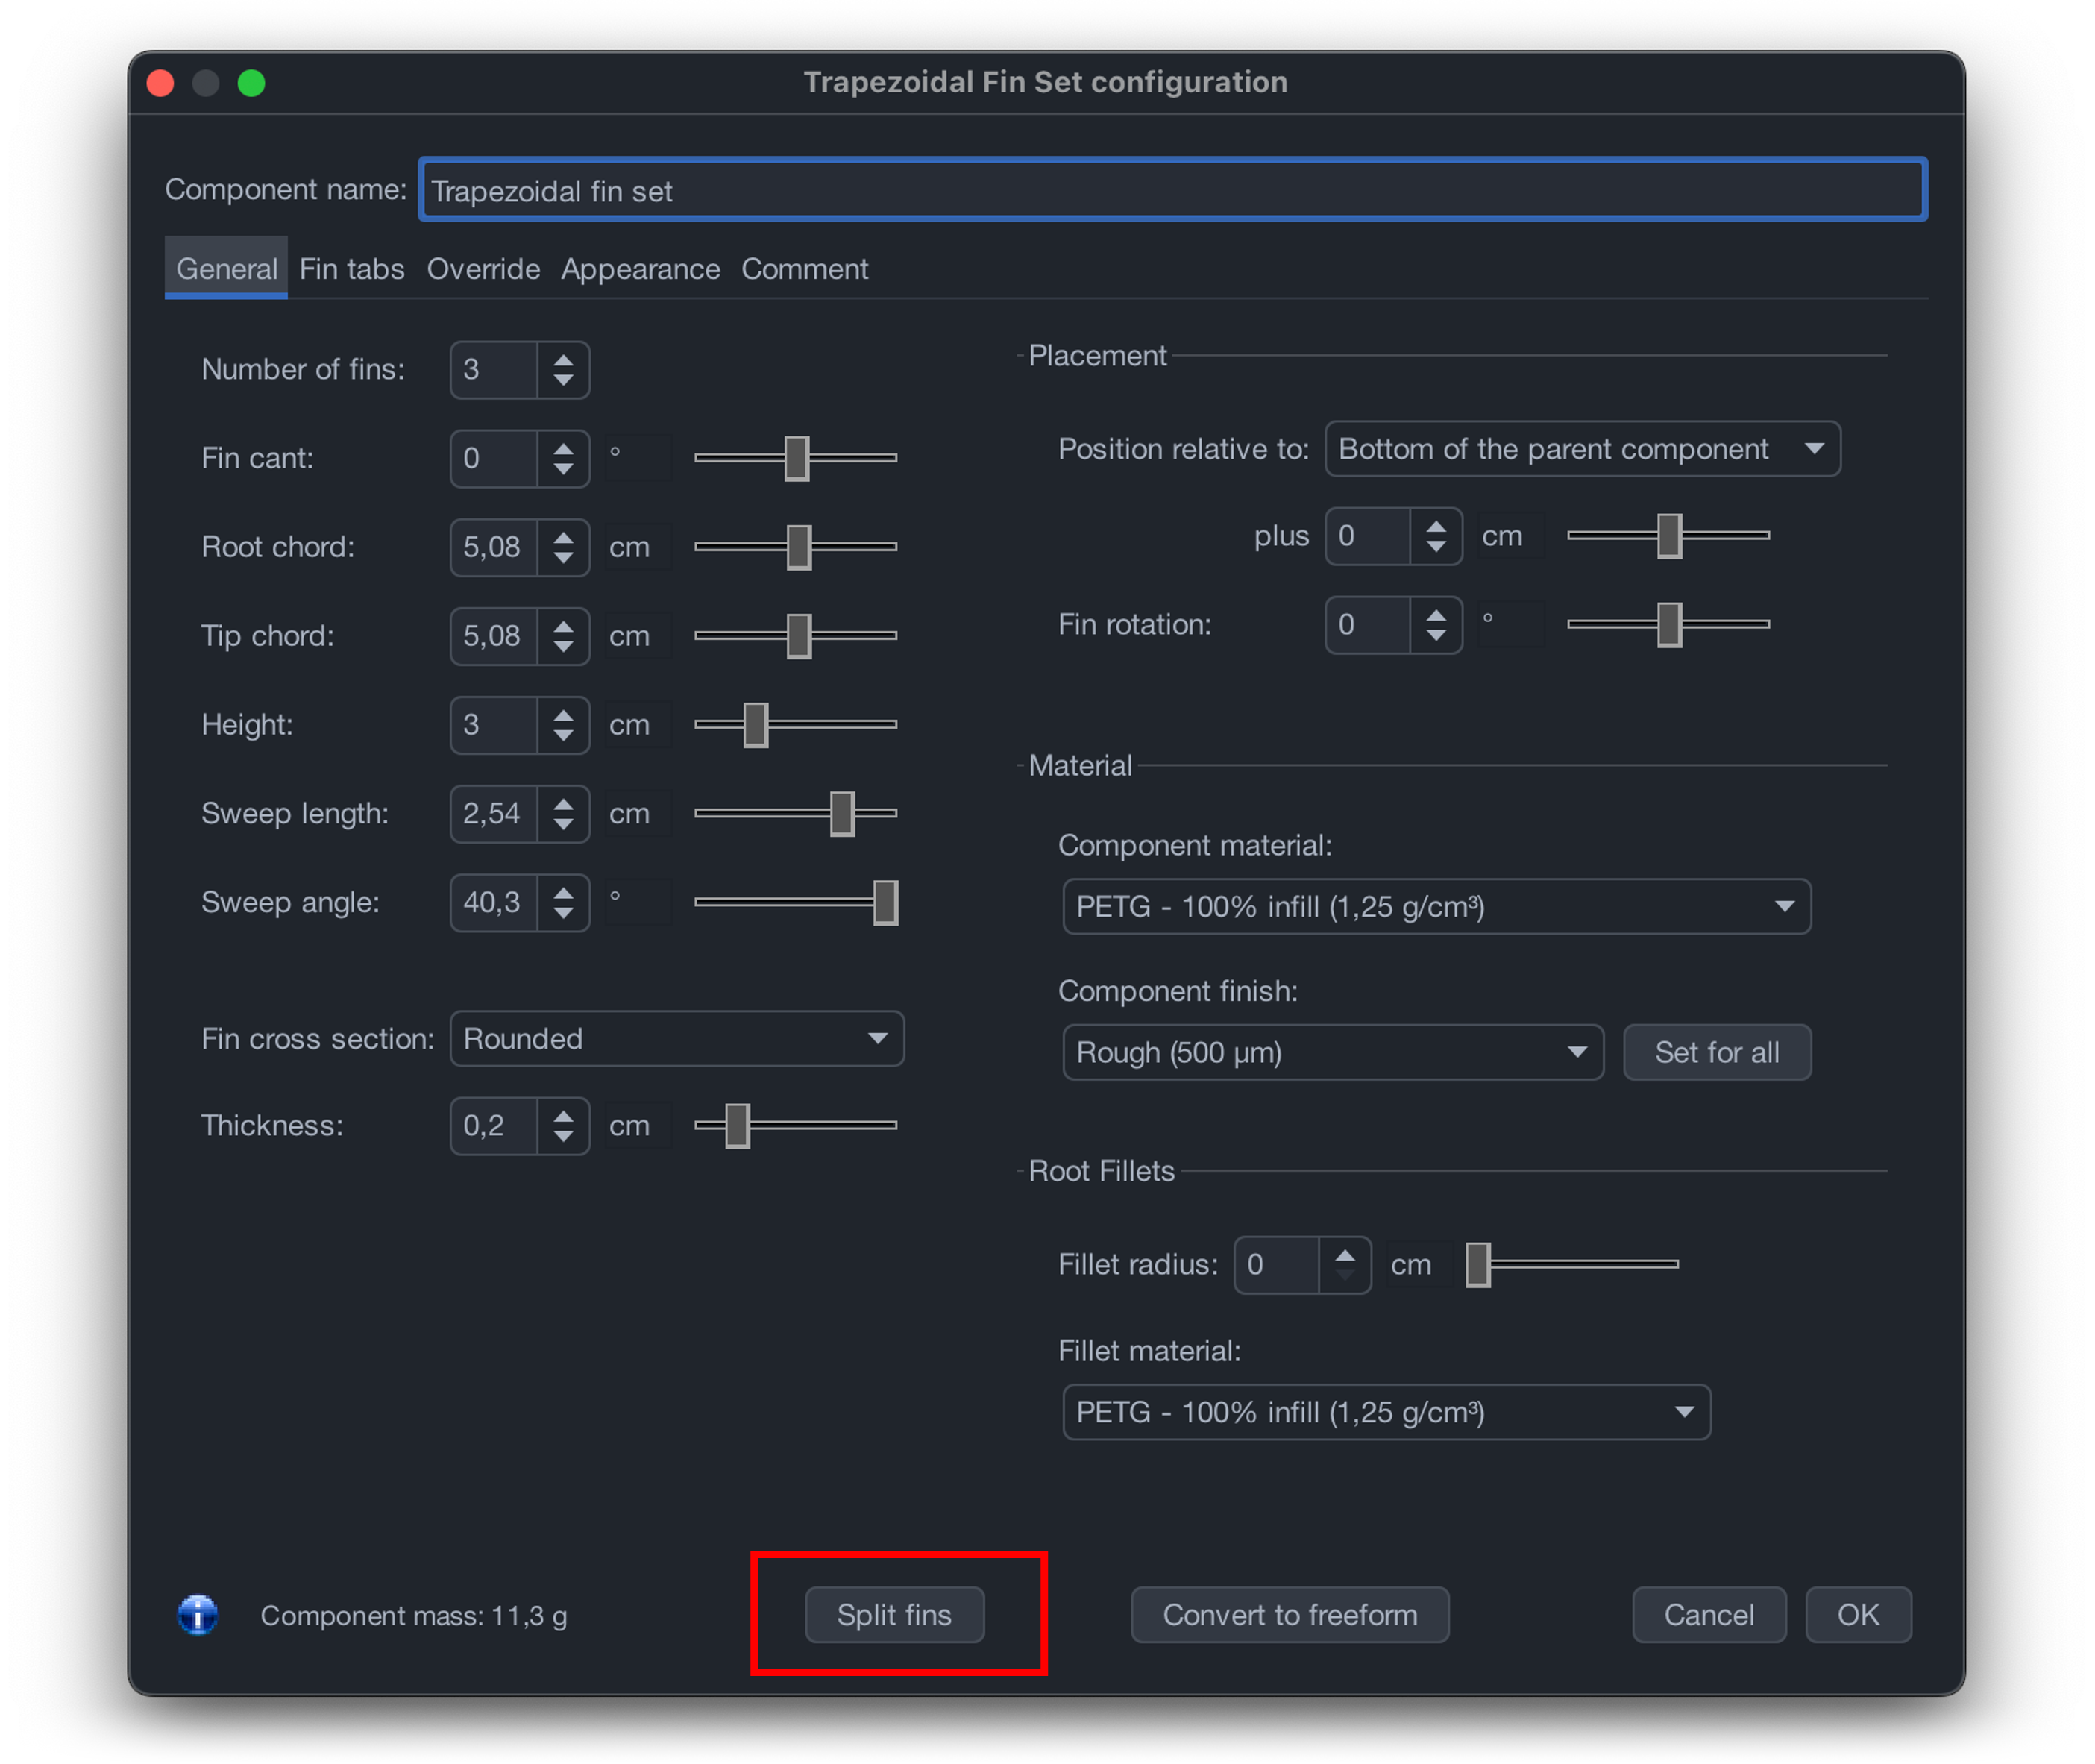 Trapezoidal Fin Set configuration
Component name: Trapezoidal fin set
General Fin tabs Override Appearance Comment
Number of fins: 3
Fin cant: 0 °
Root chord: 5,08 cm
Tip chord: 5,08 cm
Height: 3 cm
Sweep length: 2,54 cm
Sweep angle: 40,3 °
Fin cross section: Rounded
Thickness: 0,2 cm
Placement
Position relative to: Bottom of the parent component
plus 0 cm
Fin rotation: 0 °
Material
Component material:
PETG - 100% infill (1,25 g/cm³)
Component finish:
Rough (500 µm) Set for all
Root Fillets
Fillet radius: 0 cm
Fillet material:
PETG - 100% infill (1,25 g/cm³)
Component mass: 11,3 g Split fins Convert to freeform Cancel OK